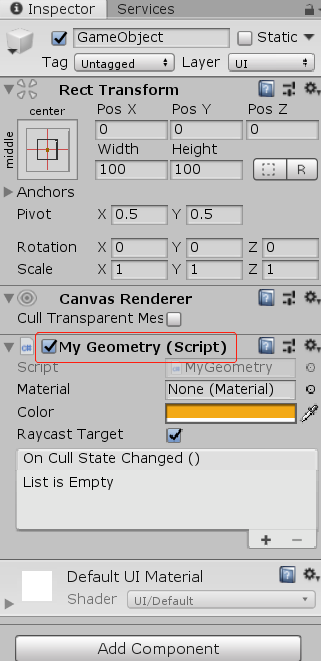 Inspector Services
GameObject Static
Tag Untagged Layer UI
Rect Transform
center Pos X Pos Y Pos Z
middle 0 0 0
Width Height
100 100 R
Anchors
Pivot X 0.5 Y 0.5
Rotation X 0 Y 0 Z 0
Scale X 1 Y 1 Z 1
Canvas Renderer
Cull Transparent Mes
C# My Geometry (Script)
Script MyGeometry
Material None (Material)
Color
Raycast Target
On Cull State Changed ()
List is Empty
+ −
Default UI Material
Shader UI/Default
Add Component